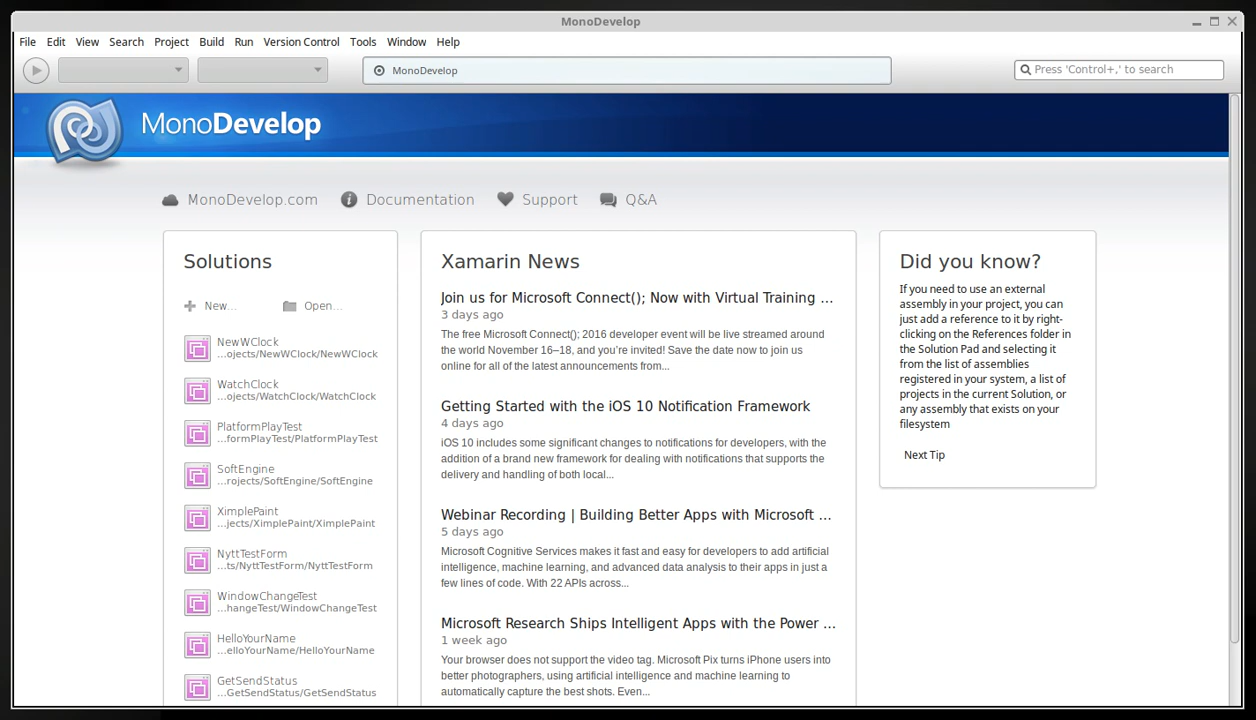 MonoDevelop
File Edit View Search Project Build Run Version Control Tools Window Help
MonoDevelop
Press 'Control+,' to search
MonoDevelop
MonoDevelop.com Documentation Support Q&A
Solutions
New... Open...
NewWClock
...ojects/NewWClock/NewWClock
WatchClock
...ojects/WatchClock/WatchClock
PlatformPlayTest
...formPlayTest/PlatformPlayTest
SoftEngine
...rojects/SoftEngine/SoftEngine
XimplePaint
...jects/XimplePaint/XimplePaint
NyttTestForm
...ts/NyttTestForm/NyttTestForm
WindowChangeTest
...hangeTest/WindowChangeTest
HelloYourName
...elloYourName/HelloYourName
GetSendStatus
...GetSendStatus/GetSendStatus
Xamarin News
Join us for Microsoft Connect(); Now with Virtual Training ...
3 days ago
The free Microsoft Connect(); 2016 developer event will be live streamed around
the world November 16–18, and you're invited! Save the date now to join us
online for all of the latest announcements from...
Getting Started with the iOS 10 Notification Framework
4 days ago
iOS 10 includes some significant changes to notifications for developers, with the
addition of a brand new framework for dealing with notifications that supports the
delivery and handling of both local...
Webinar Recording | Building Better Apps with Microsoft ...
5 days ago
Microsoft Cognitive Services makes it fast and easy for developers to add artificial
intelligence, machine learning, and advanced data analysis to their apps in just a
few lines of code. With 22 APIs across...
Microsoft Research Ships Intelligent Apps with the Power ...
1 week ago
Your browser does not support the video tag. Microsoft Pix turns iPhone users into
better photographers, using artificial intelligence and machine learning to
automatically capture the best shots. Even...
Did you know?
If you need to use an external
assembly in your project, you can
just add a reference to it by right-
clicking on the References folder in
the Solution Pad and selecting it
from the list of assemblies
registered in your system, a list of
projects in the current Solution, or
any assembly that exists on your
filesystem
Next Tip